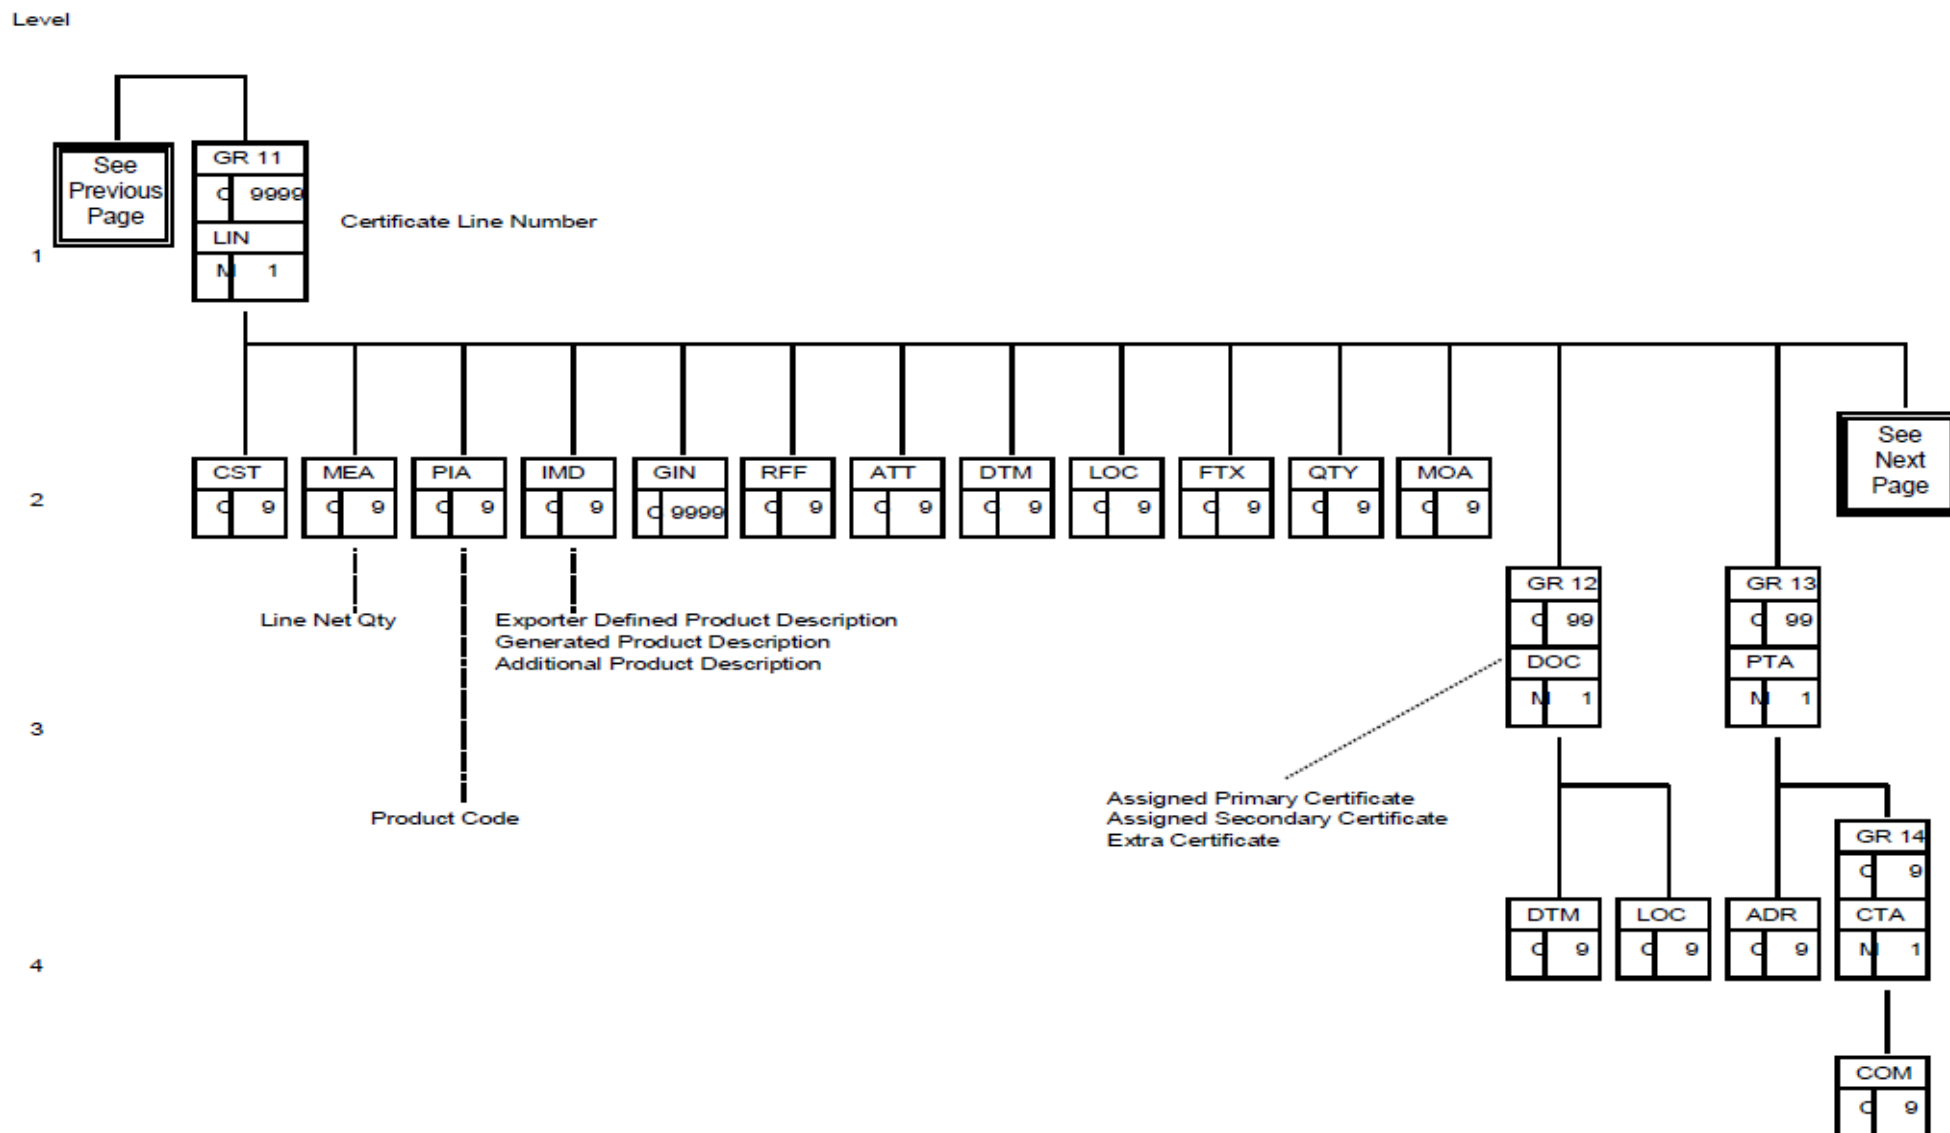 Level
See
Previous
Page
GR 11
C 9999
LIN
M 1
Certificate Line Number
1
See
Next
Page
CST
C 9
MEA
C 9
PIA
C 9
IMD
C 9
GIN
C 9999
RFF
C 9
ATT
C 9
DTM
C 9
LOC
C 9
FTX
C 9
QTY
C 9
MOA
C 9
2
Line Net Qty
Exporter Defined Product Description
Generated Product Description
Additional Product Description
GR 12
C 99
DOC
M 1
GR 13
C 99
PTA
M 1
3
Product Code
Assigned Primary Certificate
Assigned Secondary Certificate
Extra Certificate
GR 14
C 9
CTA
M 1
DTM
C 9
LOC
C 9
ADR
C 9
4
COM
C 9